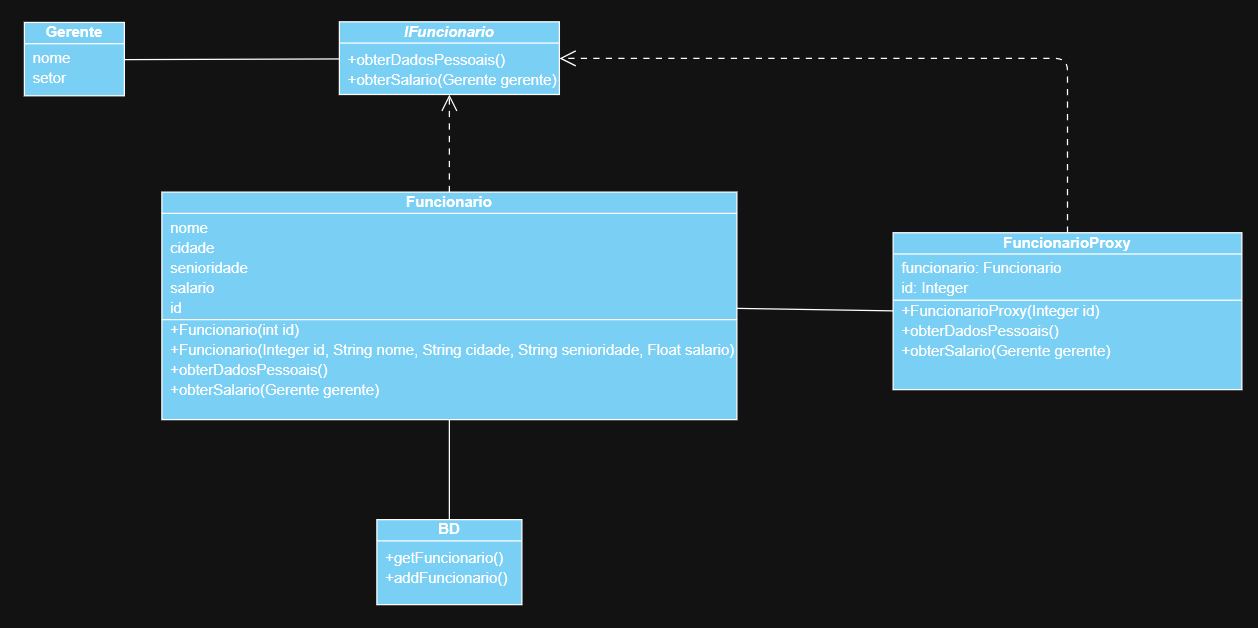 Gerente
nome
setor
IFuncionario
+obterDadosPessoais()
+obterSalario(Gerente gerente)
Funcionario
nome
cidade
senioridade
salario
id
+Funcionario(int id)
+Funcionario(Integer id, String nome, String cidade, String senioridade, Float salario)
+obterDadosPessoais()
+obterSalario(Gerente gerente)
FuncionarioProxy
funcionario: Funcionario
id: Integer
+FuncionarioProxy(Integer id)
+obterDadosPessoais()
+obterSalario(Gerente gerente)
BD
+getFuncionario()
+addFuncionario()